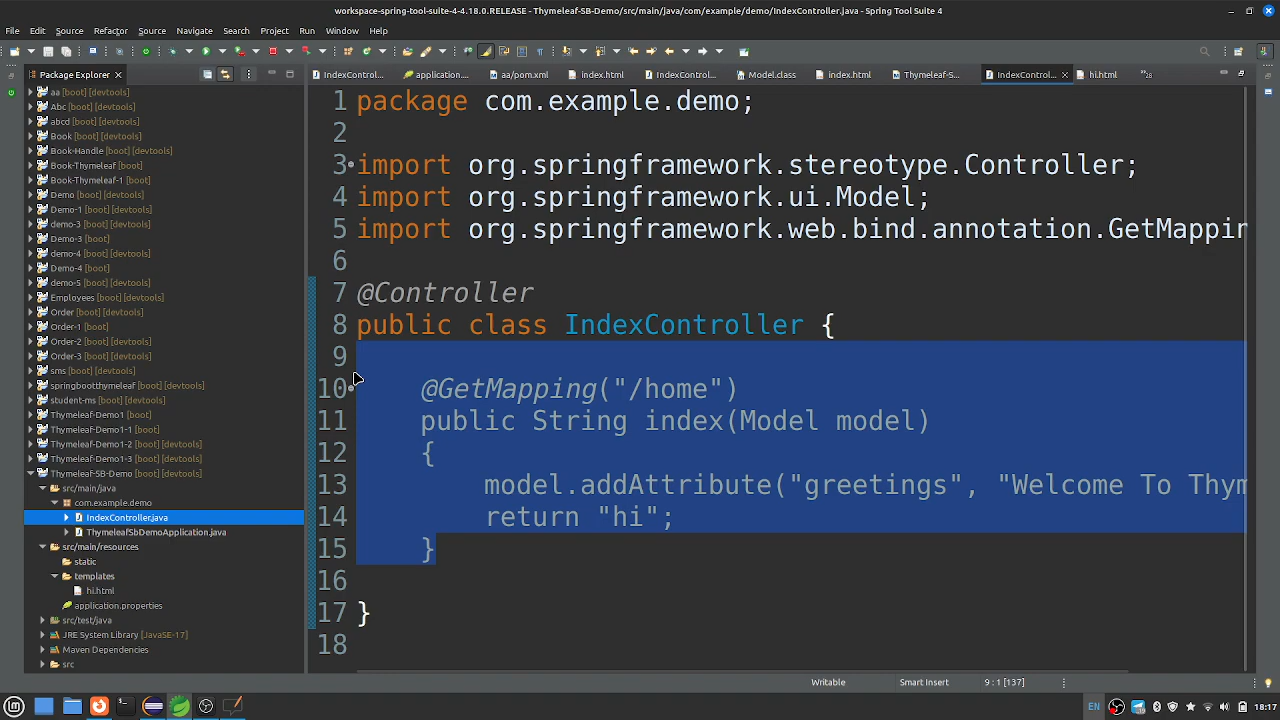 workspace-spring-tool-suite-4-4.18.0.RELEASE - Thymeleaf-SB-Demo/src/main/java/com/example/demo/IndexController.java - Spring Tool Suite 4
File Edit Source Refactor Source Navigate Search Project Run Window Help
Package Explorer
IndexControl... application.... aa/pom.xml index.html IndexControl... Model.class index.html Thymeleaf-S... IndexControl... hi.html
aa [boot] [devtools]
Abc [boot] [devtools]
abcd [boot] [devtools]
Book [boot] [devtools]
Book-Handle [boot] [devtools]
Book-Thymeleaf [boot] [devtools]
Book-Thymeleaf-1 [boot] [devtools]
Demo [boot] [devtools]
Demo-1 [boot] [devtools]
demo-3 [boot] [devtools]
Demo-3 [boot]
demo-4 [boot] [devtools]
Demo-4 [boot]
demo-5 [boot] [devtools]
Employees [boot] [devtools]
Order [boot] [devtools]
Order-1 [boot]
Order-2 [boot] [devtools]
Order-3 [boot]
sms [boot] [devtools]
springbootthymeleaf [boot] [devtools]
student-ms [boot] [devtools]
Thymeleaf-Demo1 [boot] [devtools]
Thymeleaf-Demo1-1 [boot] [devtools]
Thymeleaf-Demo1-2 [boot] [devtools]
Thymeleaf-Demo1-3 [boot] [devtools]
Thymeleaf-SB-Demo [boot] [devtools]
src/main/java
com.example.demo
IndexController.java
ThymeleafSbDemoApplication.java
src/main/resources
static
templates
hi.html
application.properties
src/test/java
JRE System Library [JavaSE-17]
Maven Dependencies
src
1 package com.example.demo;
2
3 import org.springframework.stereotype.Controller;
4 import org.springframework.ui.Model;
5 import org.springframework.web.bind.annotation.GetMappin
6
7 @Controller
8 public class IndexController {
9
10 @GetMapping("/home")
11 public String index(Model model)
12 {
13 model.addAttribute("greetings", "Welcome To Thym
14 return "hi";
15 }
16
17 }
18
Writable Smart Insert 9 : 1 [137]
EN 18:17